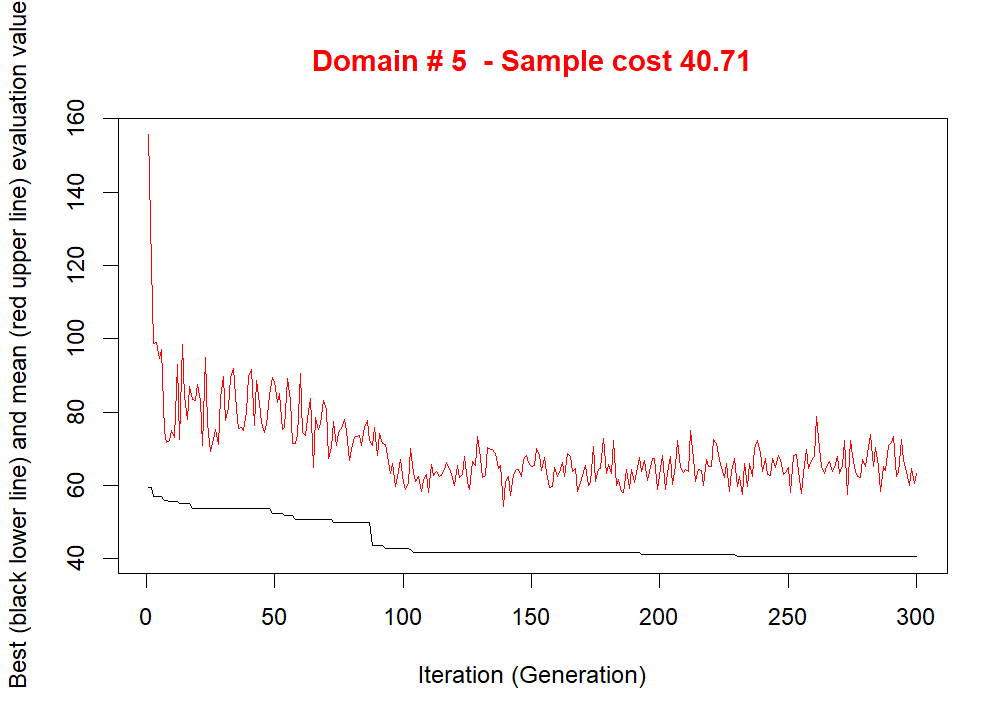 Domain # 5  - Sample cost 40.71
Best (black lower line) and mean (red upper line) evaluation value
160
140
120
100
80
60
40
0 50 100 150 200 250 300
Iteration (Generation)